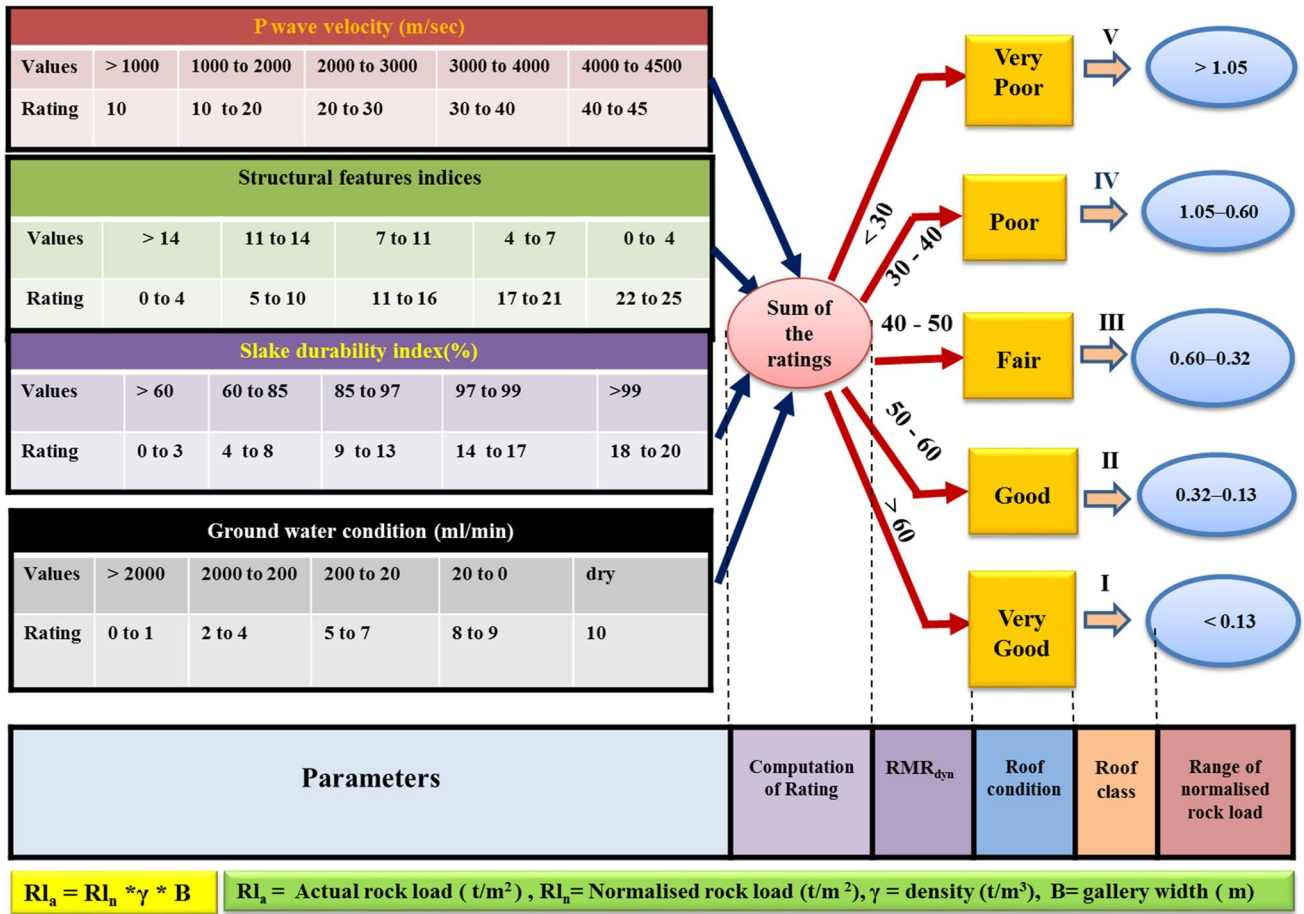 P wave velocity (m/sec)
Values > 1000 1000 to 2000 2000 to 3000 3000 to 4000 4000 to 4500
Rating 10 10 to 20 20 to 30 30 to 40 40 to 45
Structural features indices
Values > 14 11 to 14 7 to 11 4 to 7 0 to 4
Rating 0 to 4 5 to 10 11 to 16 17 to 21 22 to 25
Slake durability index(%)
Values > 60 60 to 85 85 to 97 97 to 99 >99
Rating 0 to 3 4 to 8 9 to 13 14 to 17 18 to 20
Ground water condition (ml/min)
Values > 2000 2000 to 200 200 to 20 20 to 0 dry
Rating 0 to 1 2 to 4 5 to 7 8 to 9 10
Sum of
the
ratings
< 30
30 - 40
40 - 50
50 - 60
> 60
Very
Poor
V
> 1.05
Poor
IV
1.05–0.60
Fair
III
0.60–0.32
Good
II
0.32–0.13
Very
Good
I
< 0.13
Parameters
Computation
of Rating
RMRdyn
Roof
condition
Roof
class
Range of
normalised
rock load
Rla = Rln *γ * B
Rla = Actual rock load ( t/m²) , Rln= Normalised rock load (t/m ²), γ = density (t/m³), B= gallery width ( m)